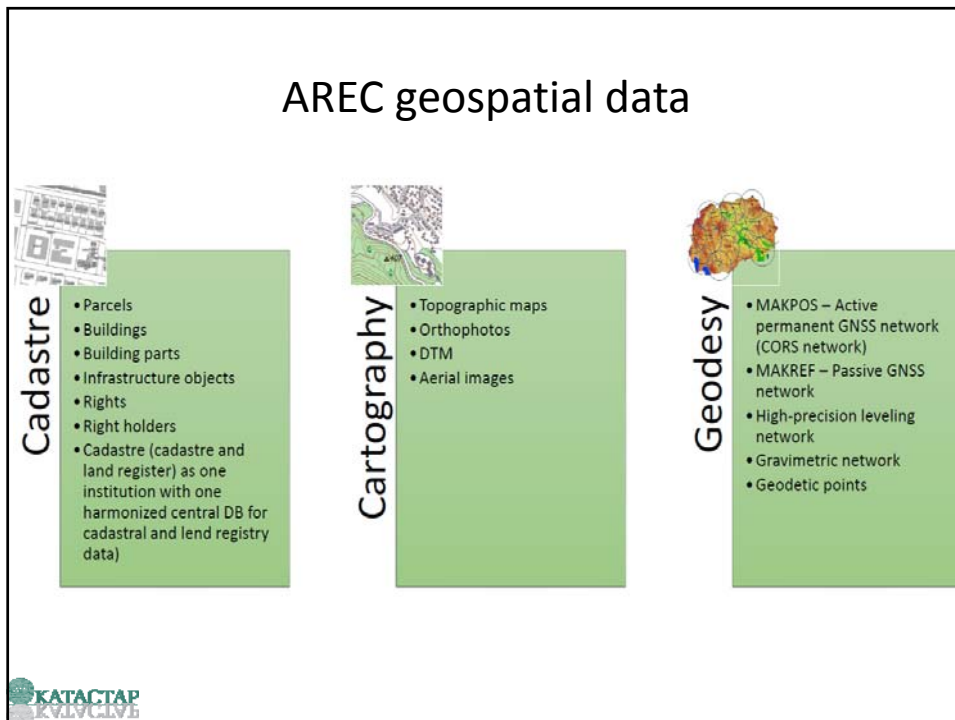 AREC geospatial data
Cadastre
• Parcels
• Buildings
• Building parts
• Infrastructure objects
• Rights
• Right holders
• Cadastre (cadastre and
land register) as one
institution with one
harmonized central DB for
cadastral and lend registry
data)
Cartography
• Topographic maps
• Orthophotos
• DTM
• Aerial images
Geodesy
• MAKPOS – Active
permanent GNSS network
(CORS network)
• MAKREF – Passive GNSS
network
• High-precision leveling
network
• Gravimetric network
• Geodetic points
КАТАСТАР